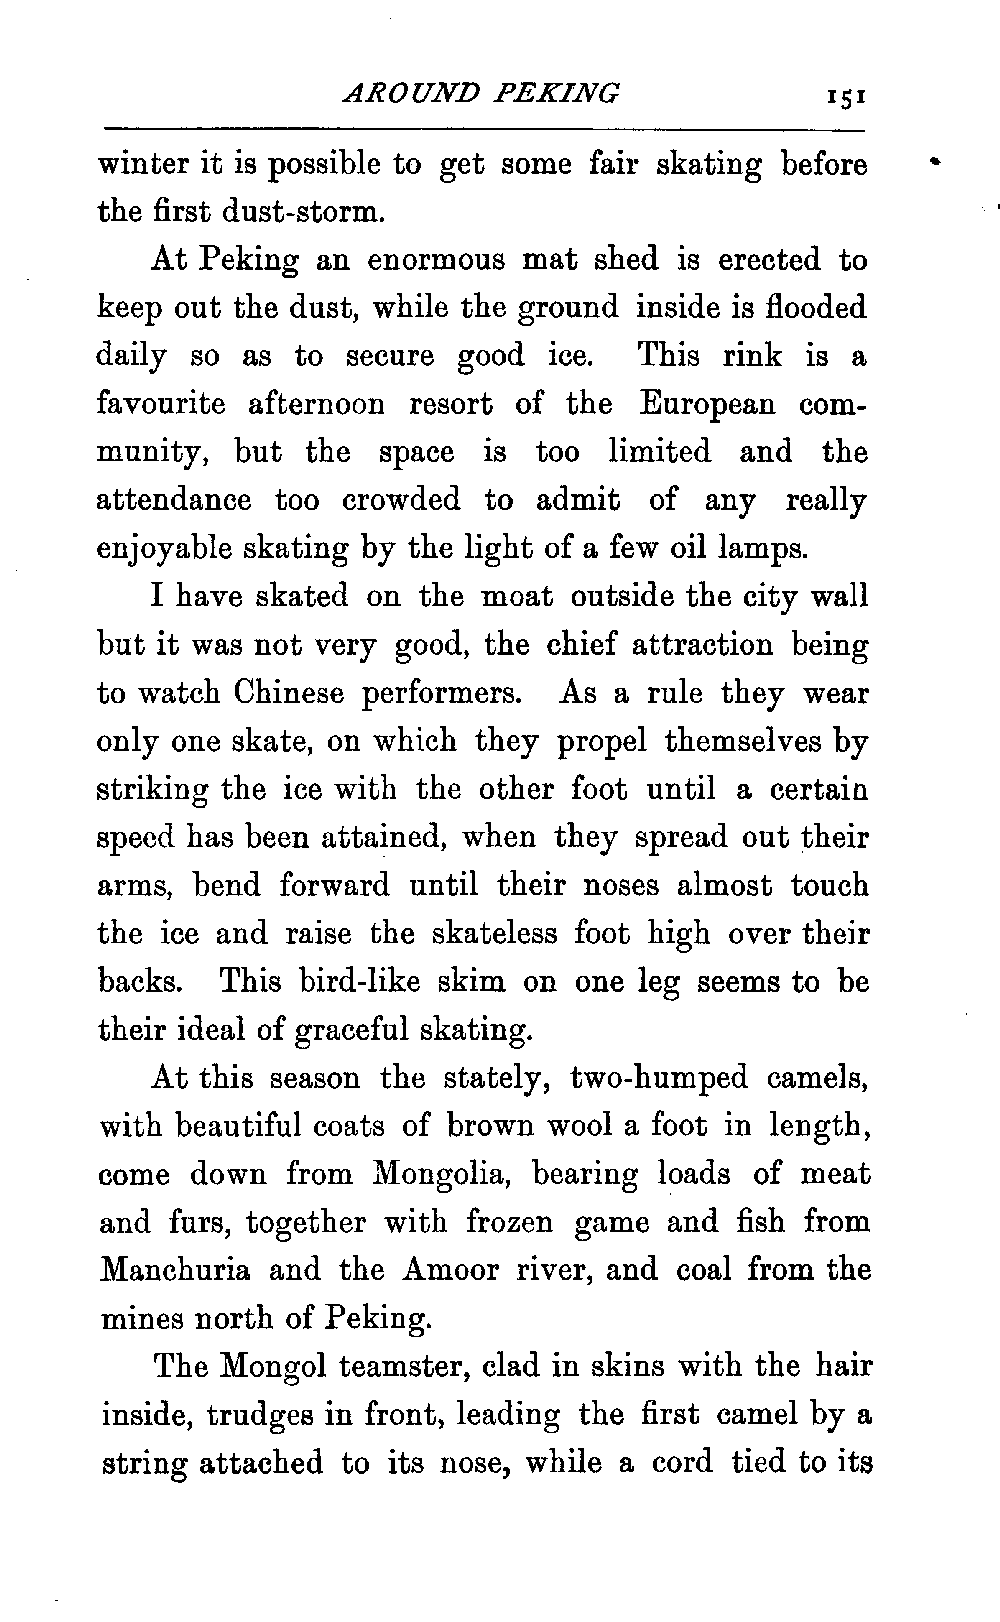 AROUND PEKING 151
winter it is possible to get some fair skating before
the first dust-storm.
At Peking an enormous mat shed is erected to
keep out the dust, while the ground inside is flooded
daily so as to secure good ice. This rink is a
favourite afternoon resort of the European com-
munity, but the space is too limited and the
attendance too crowded to admit of any really
enjoyable skating by the light of a few oil lamps.
I have skated on the moat outside the city wall
but it was not very good, the chief attraction being
to watch Chinese performers. As a rule they wear
only one skate, on which they propel themselves by
striking the ice with the other foot until a certain
speed has been attained, when they spread out their
arms, bend forward until their noses almost touch
the ice and raise the skateless foot high over their
backs. This bird-like skim on one leg seems to be
their ideal of graceful skating.
At this season the stately, two-humped camels,
with beautiful coats of brown wool a foot in length,
come down from Mongolia, bearing loads of meat
and furs, together with frozen game and fish from
Manchuria and the Amoor river, and coal from the
mines north of Peking.
The Mongol teamster, clad in skins with the hair
inside, trudges in front, leading the first camel by a
string attached to its nose, while a cord tied to its